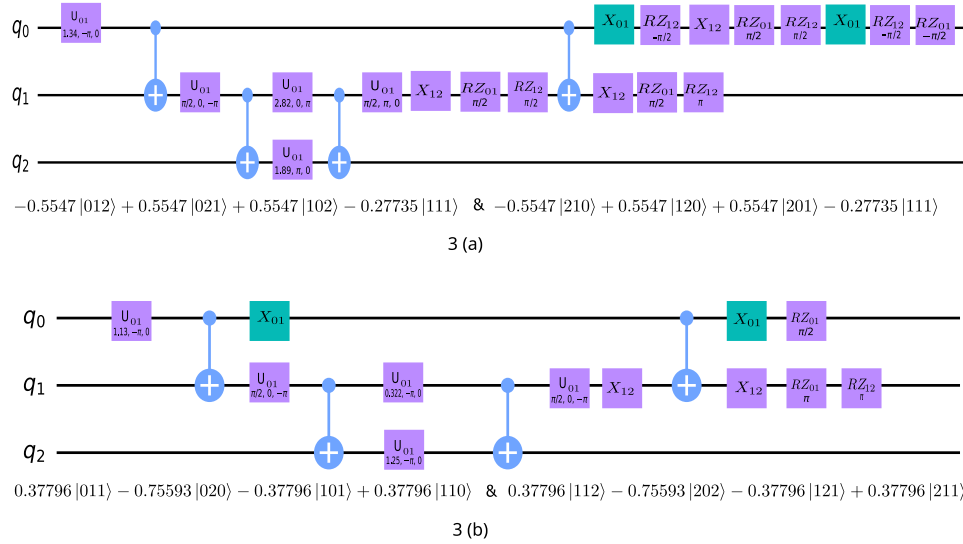 U₀₁ X₀₁ RZ₁₂ X₁₂ RZ₀₁ RZ₁₂ X₀₁ RZ₁₂ RZ₀₁
q₀ 1.34, -π, 0 -π/2 π/2 π/2 -π/2 -π/2
q₁ U₀₁ U₀₁ U₀₁ X₁₂ RZ₀₁ RZ₁₂ X₁₂ RZ₀₁ RZ₁₂
π/2, 0, -π 2.82, 0, π π/2, π, 0 π/2 π/2 π/2 π
q₂ U₀₁
1.89, π, 0
−0.5547 |012⟩ + 0.5547 |021⟩ + 0.5547 |102⟩ − 0.27735 |111⟩ & −0.5547 |210⟩ + 0.5547 |120⟩ + 0.5547 |201⟩ − 0.27735 |111⟩
3 (a)
q₀ U₀₁ X₀₁ X₀₁ RZ₀₁
1,13, -π, 0 π/2
q₁ U₀₁ U₀₁ U₀₁ X₁₂ X₁₂ RZ₀₁ RZ₁₂
π/2, 0, -π 0.322, -π, 0 π/2, 0, -π π π
q₂ U₀₁
1.25, -π, 0
0.37796 |011⟩ − 0.75593 |020⟩ − 0.37796 |101⟩ + 0.37796 |110⟩ & 0.37796 |112⟩ − 0.75593 |202⟩ − 0.37796 |121⟩ + 0.37796 |211⟩
3 (b)